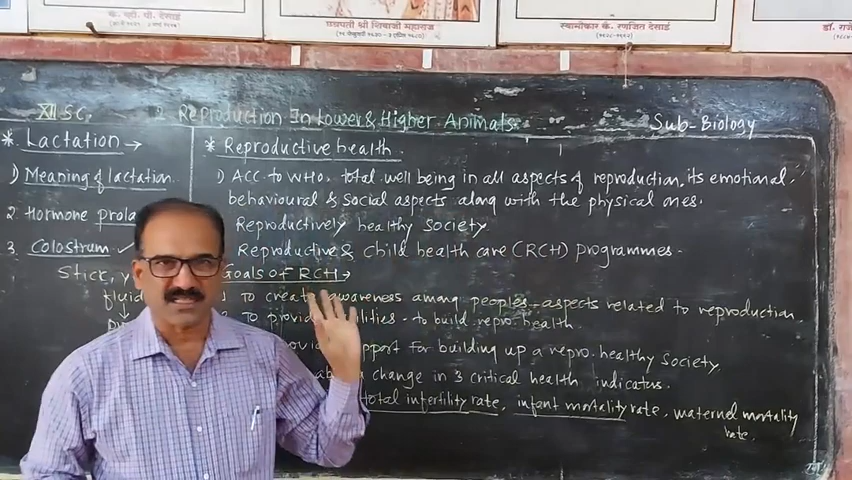 के. व्ही. पी. देसाई
छत्रपती श्री शिवाजी महाराज
स्वामीकार के. रणजित देसाई
(१९२८-१९९२)
डॉ.
XII SC.
2. Reproduction In Lower & Higher Animals.
Sub- Biology
* Lactation →
1) Meaning of lactation
2. Hormone prola
3. Colostrum
Stick, y
fluid
* Reproductive health
1) ACC. to WHO. total well being in all aspects of reproduction, its emotional,
behavioural & social aspects along with the physical ones.
Reproductively healthy society.
Reproductive & child health care (RCH) programmes-
Goals of RCH →
To create awareness among peoples - aspects related to reproduction.
To provide facilities - to build repro. health.
support for building up a repro. healthy society,
change in 3 critical health indicatus.
total infertility rate, infant mortality rate, maternel mortality
rate.